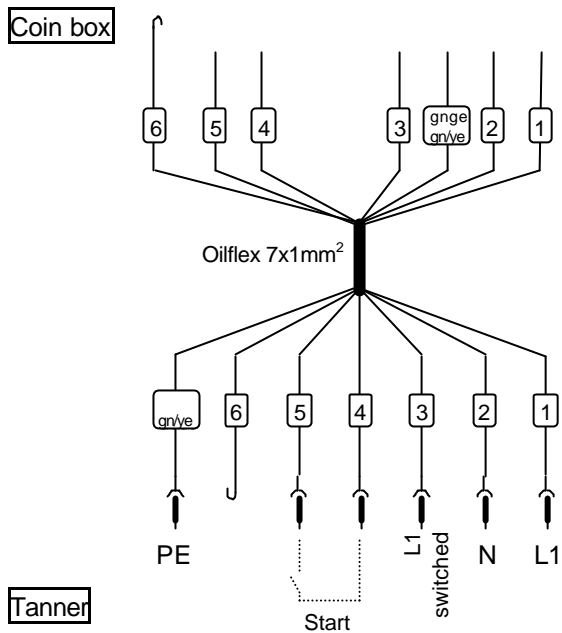 Coin box
6 5 4 3 gnge 2 1
gn/ye
Oilflex 7x1mm²
gn/ye 6 5 4 3 2 1
PE L1 switched N L1
Start
Tanner